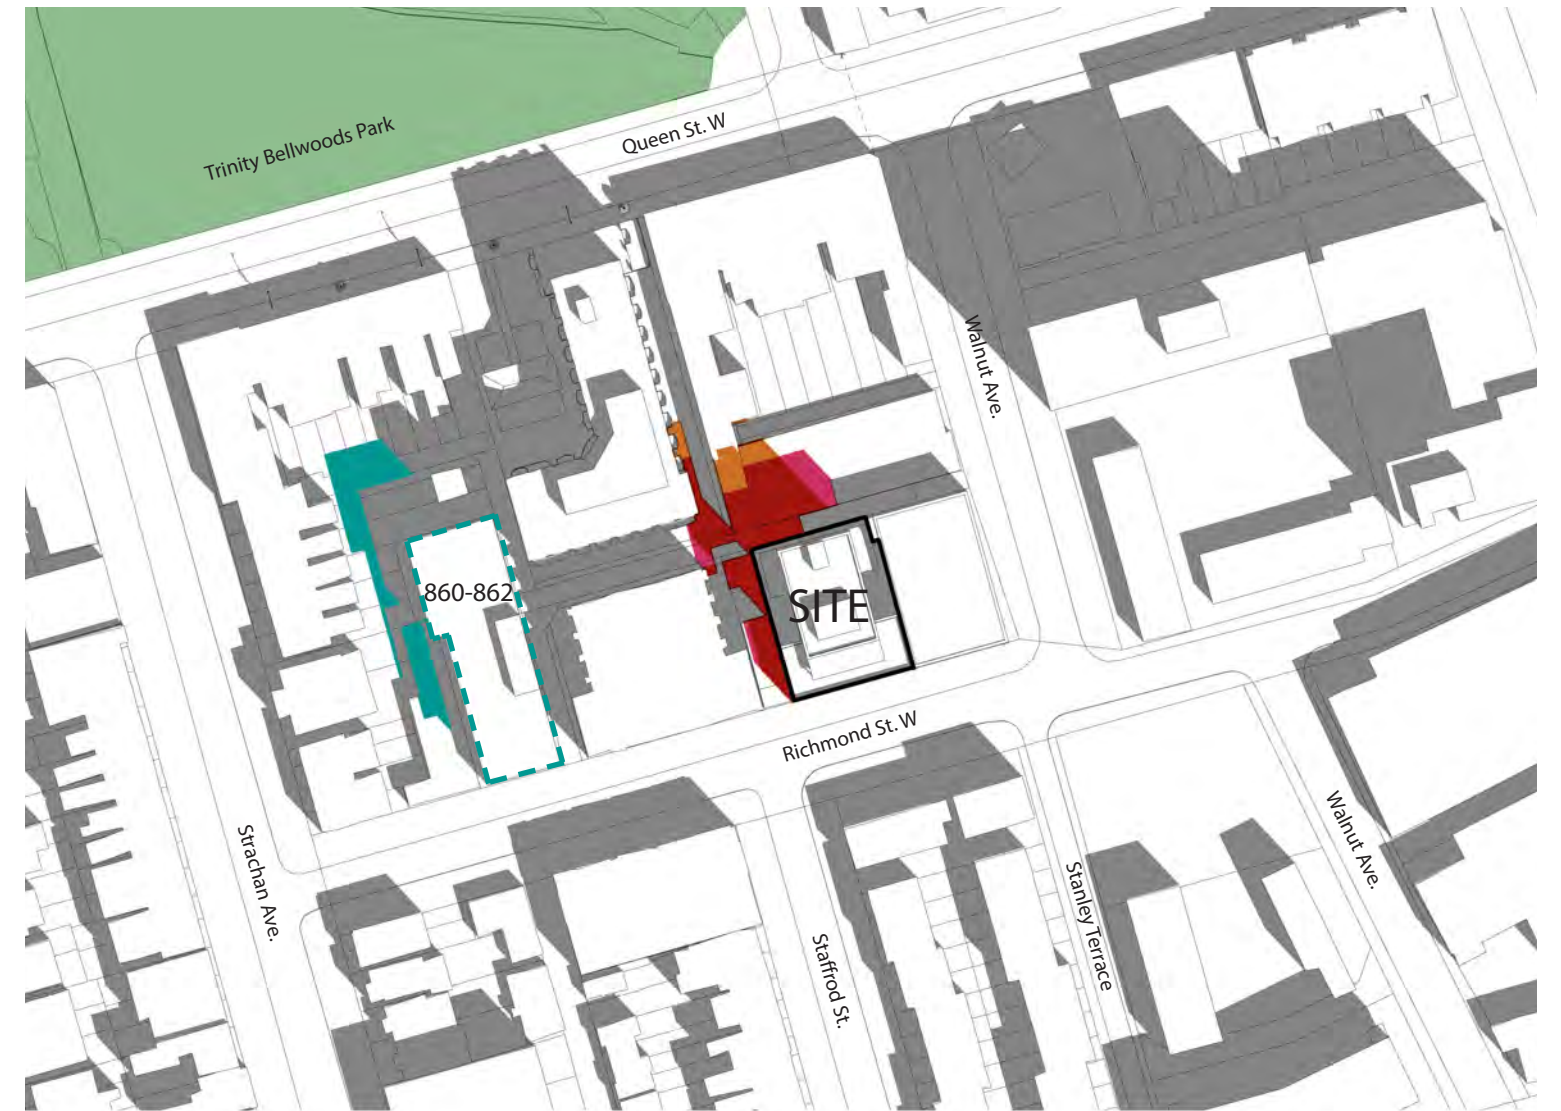 Trinity Bellwoods Park
Queen St. W
Walnut Ave.
860-862
SITE
Richmond St. W
Strachan Ave.
Staffrod St.
Stanley Terrace
Walnut Ave.